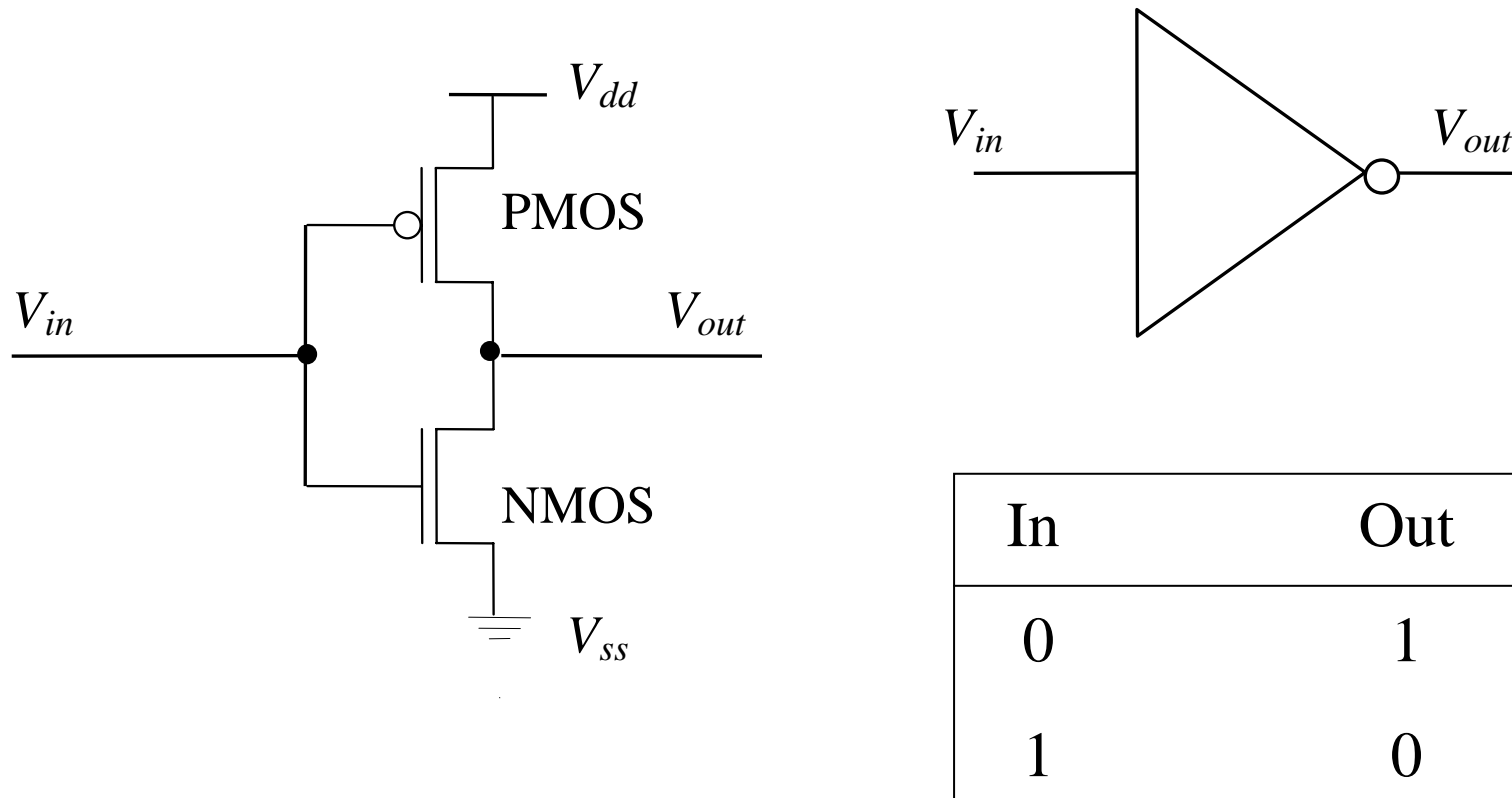 V_dd
PMOS
V_in
V_out
NMOS
V_ss
V_in
V_out
In Out
0 1
1 0